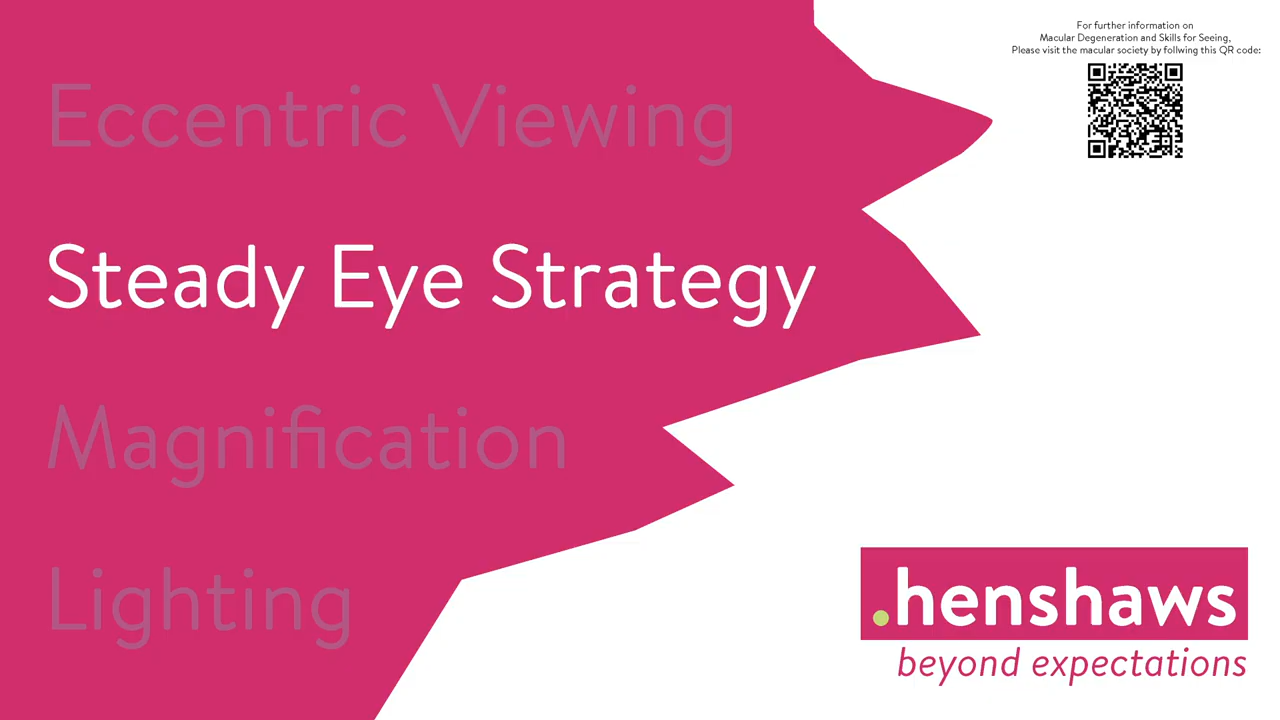 For further information on
Macular Degeneration and Skills for Seeing,
Please visit the macular society by follwing this QR code:
Eccentric Viewing
Steady Eye Strategy
Magnification
Lighting
.henshaws
beyond expectations